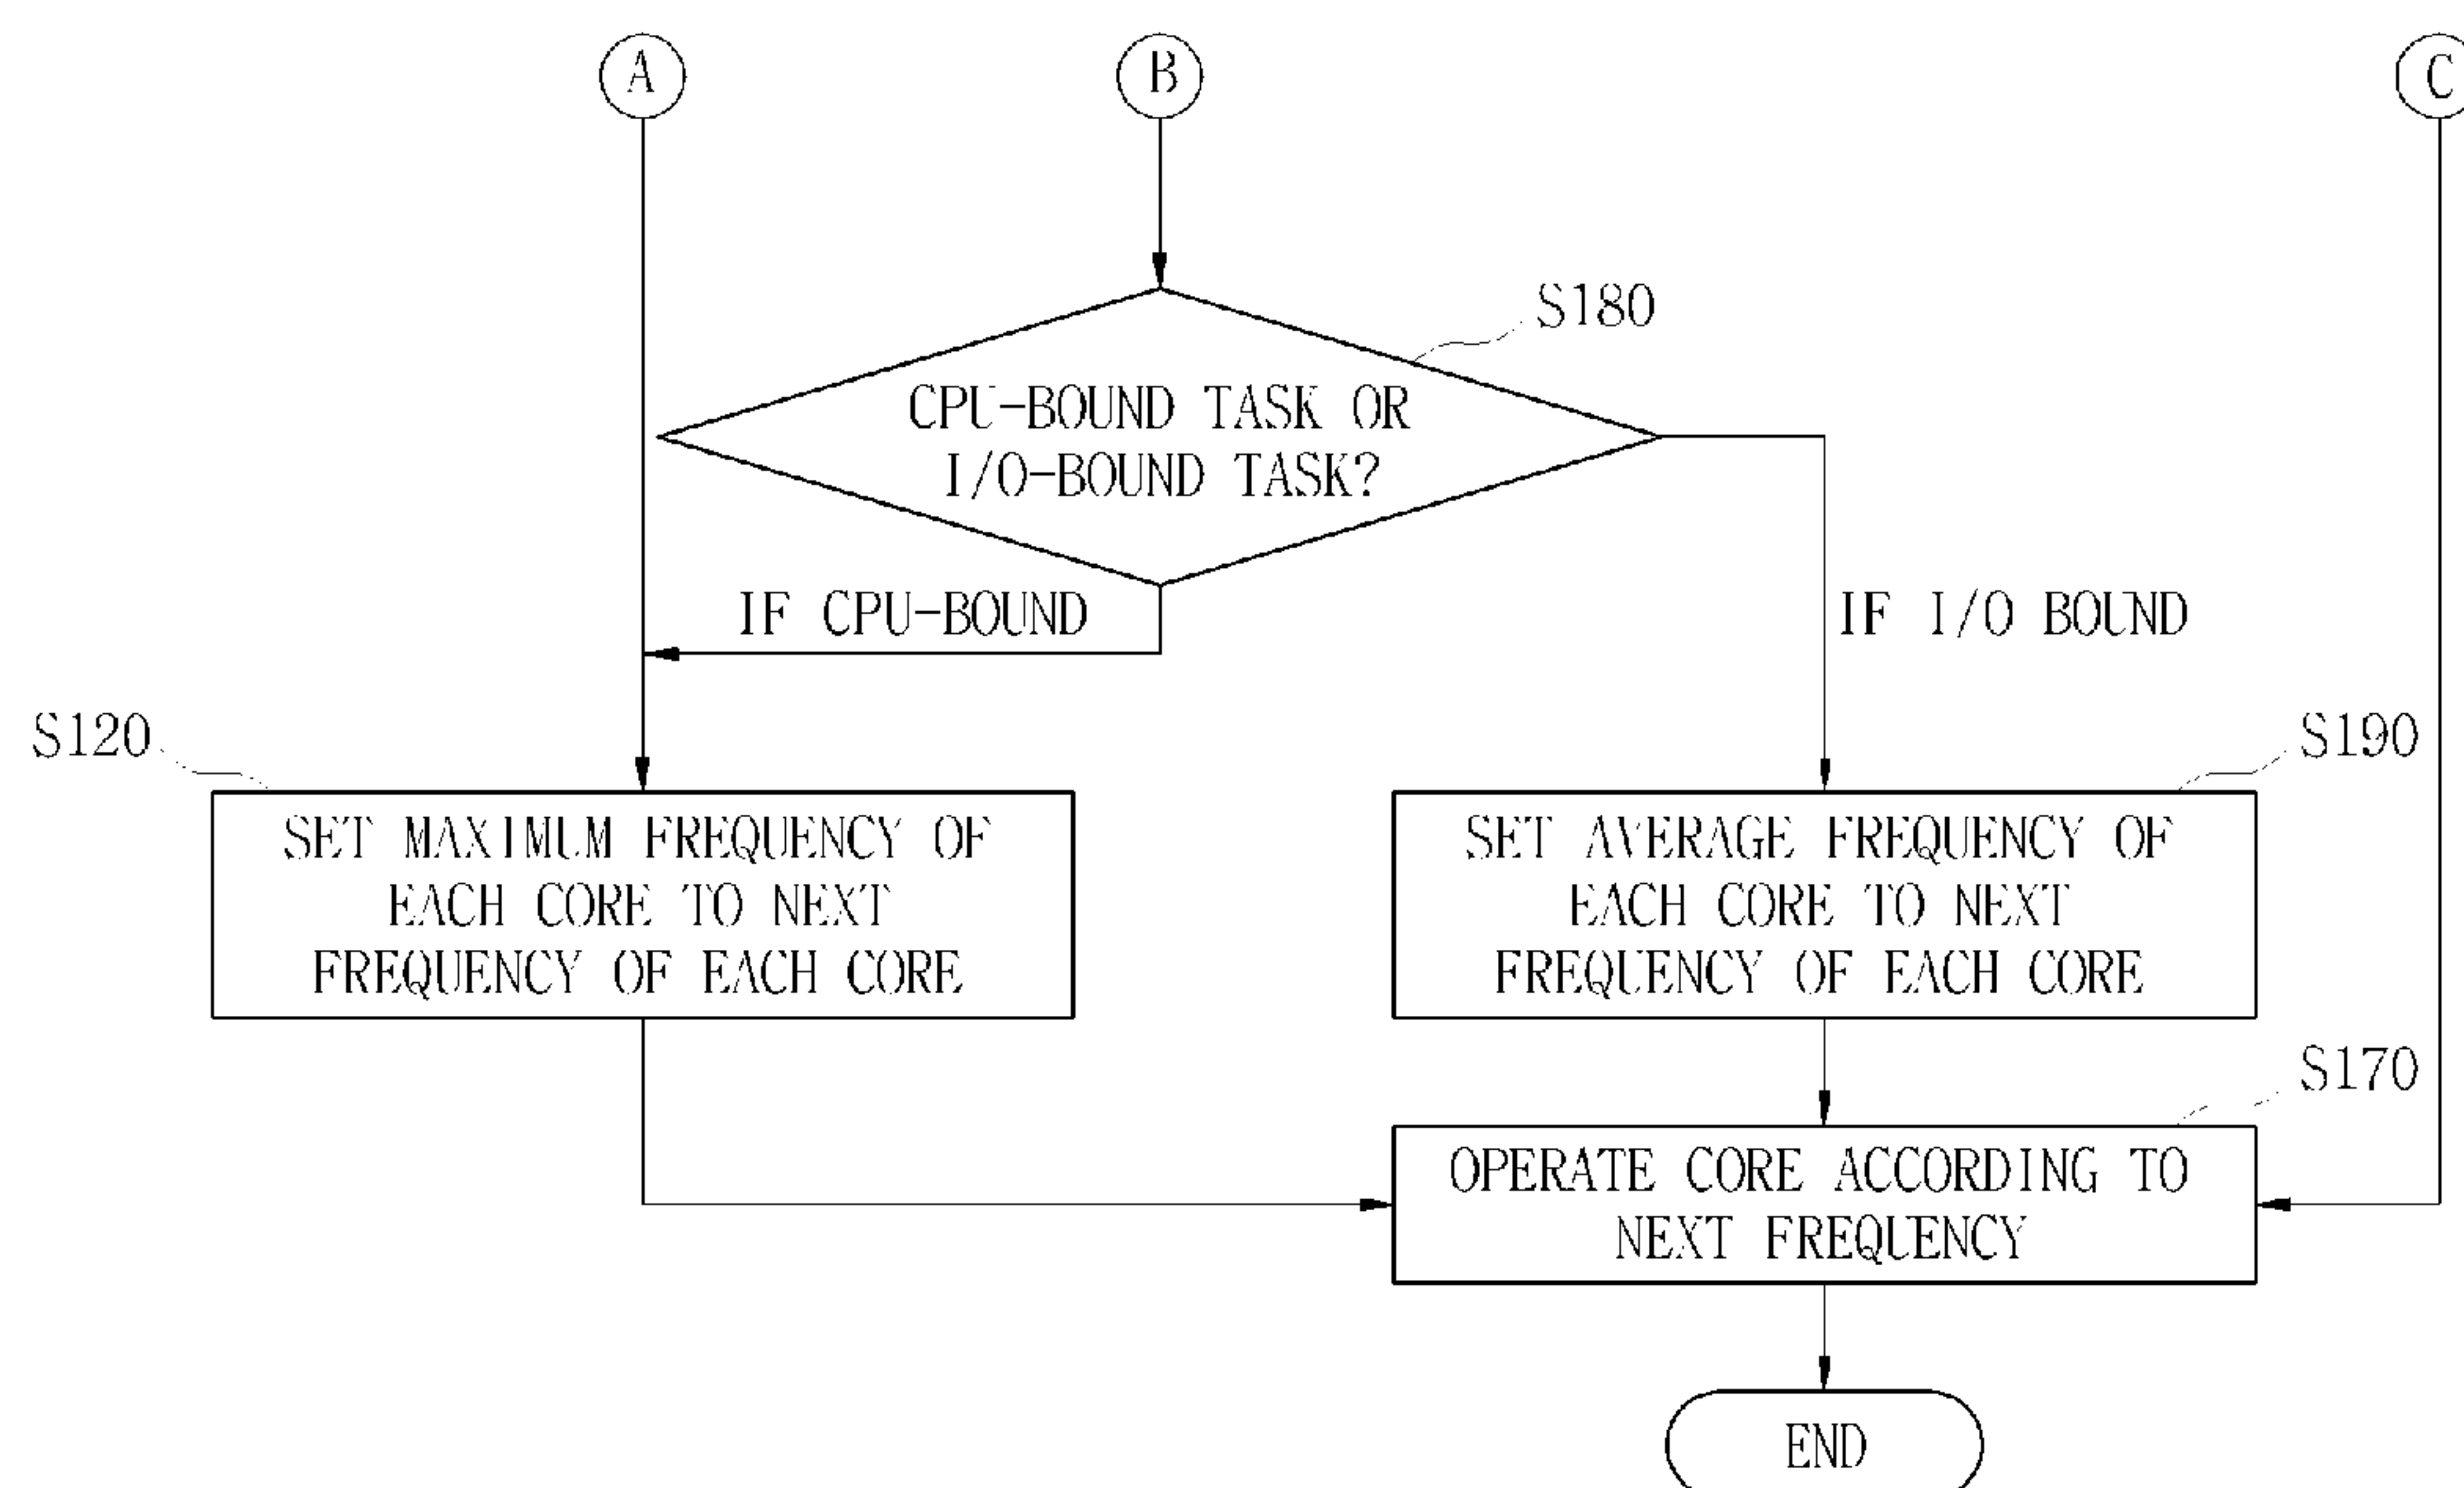 A
B
C
S180
CPU-BOUND TASK OR
I/O-BOUND TASK?
IF CPU-BOUND
IF I/O BOUND
S120
S190
SET MAXIMUM FREQUENCY OF
EACH CORE TO NEXT
FREQUENCY OF EACH CORE
SET AVERAGE FREQUENCY OF
EACH CORE TO NEXT
FREQUENCY OF EACH CORE
S170
OPERATE CORE ACCORDING TO
NEXT FREQUENCY
END